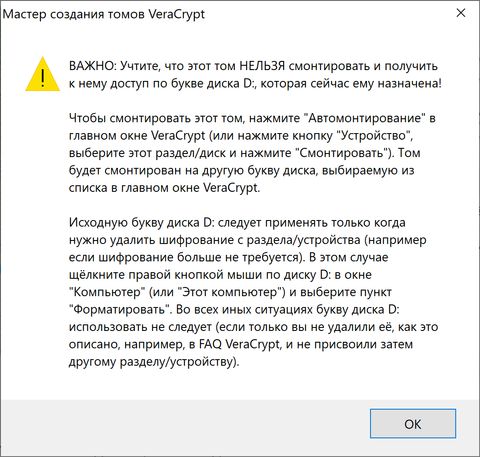 Мастер создания томов VeraCrypt
ВАЖНО: Учтите, что этот том НЕЛЬЗЯ смонтировать и получить
к нему доступ по букве диска D:, которая сейчас ему назначена!
Чтобы смонтировать этот том, нажмите "Автомонтирование" в
главном окне VeraCrypt (или нажмите кнопку "Устройство",
выберите этот раздел/диск и нажмите "Смонтировать"). Том
будет смонтирован на другую букву диска, выбираемую из
списка в главном окне VeraCrypt.
Исходную букву диска D: следует применять только когда
нужно удалить шифрование с раздела/устройства (например
если шифрование больше не требуется). В этом случае
щёлкните правой кнопкой мыши по диску D: в окне
"Компьютер" (или "Этот компьютер") и выберите пункт
"Форматировать". Во всех иных ситуациях букву диска D:
использовать не следует (если только вы не удалили её, как это
описано, например, в FAQ VeraCrypt, и не присвоили затем
другому разделу/устройству).
OK